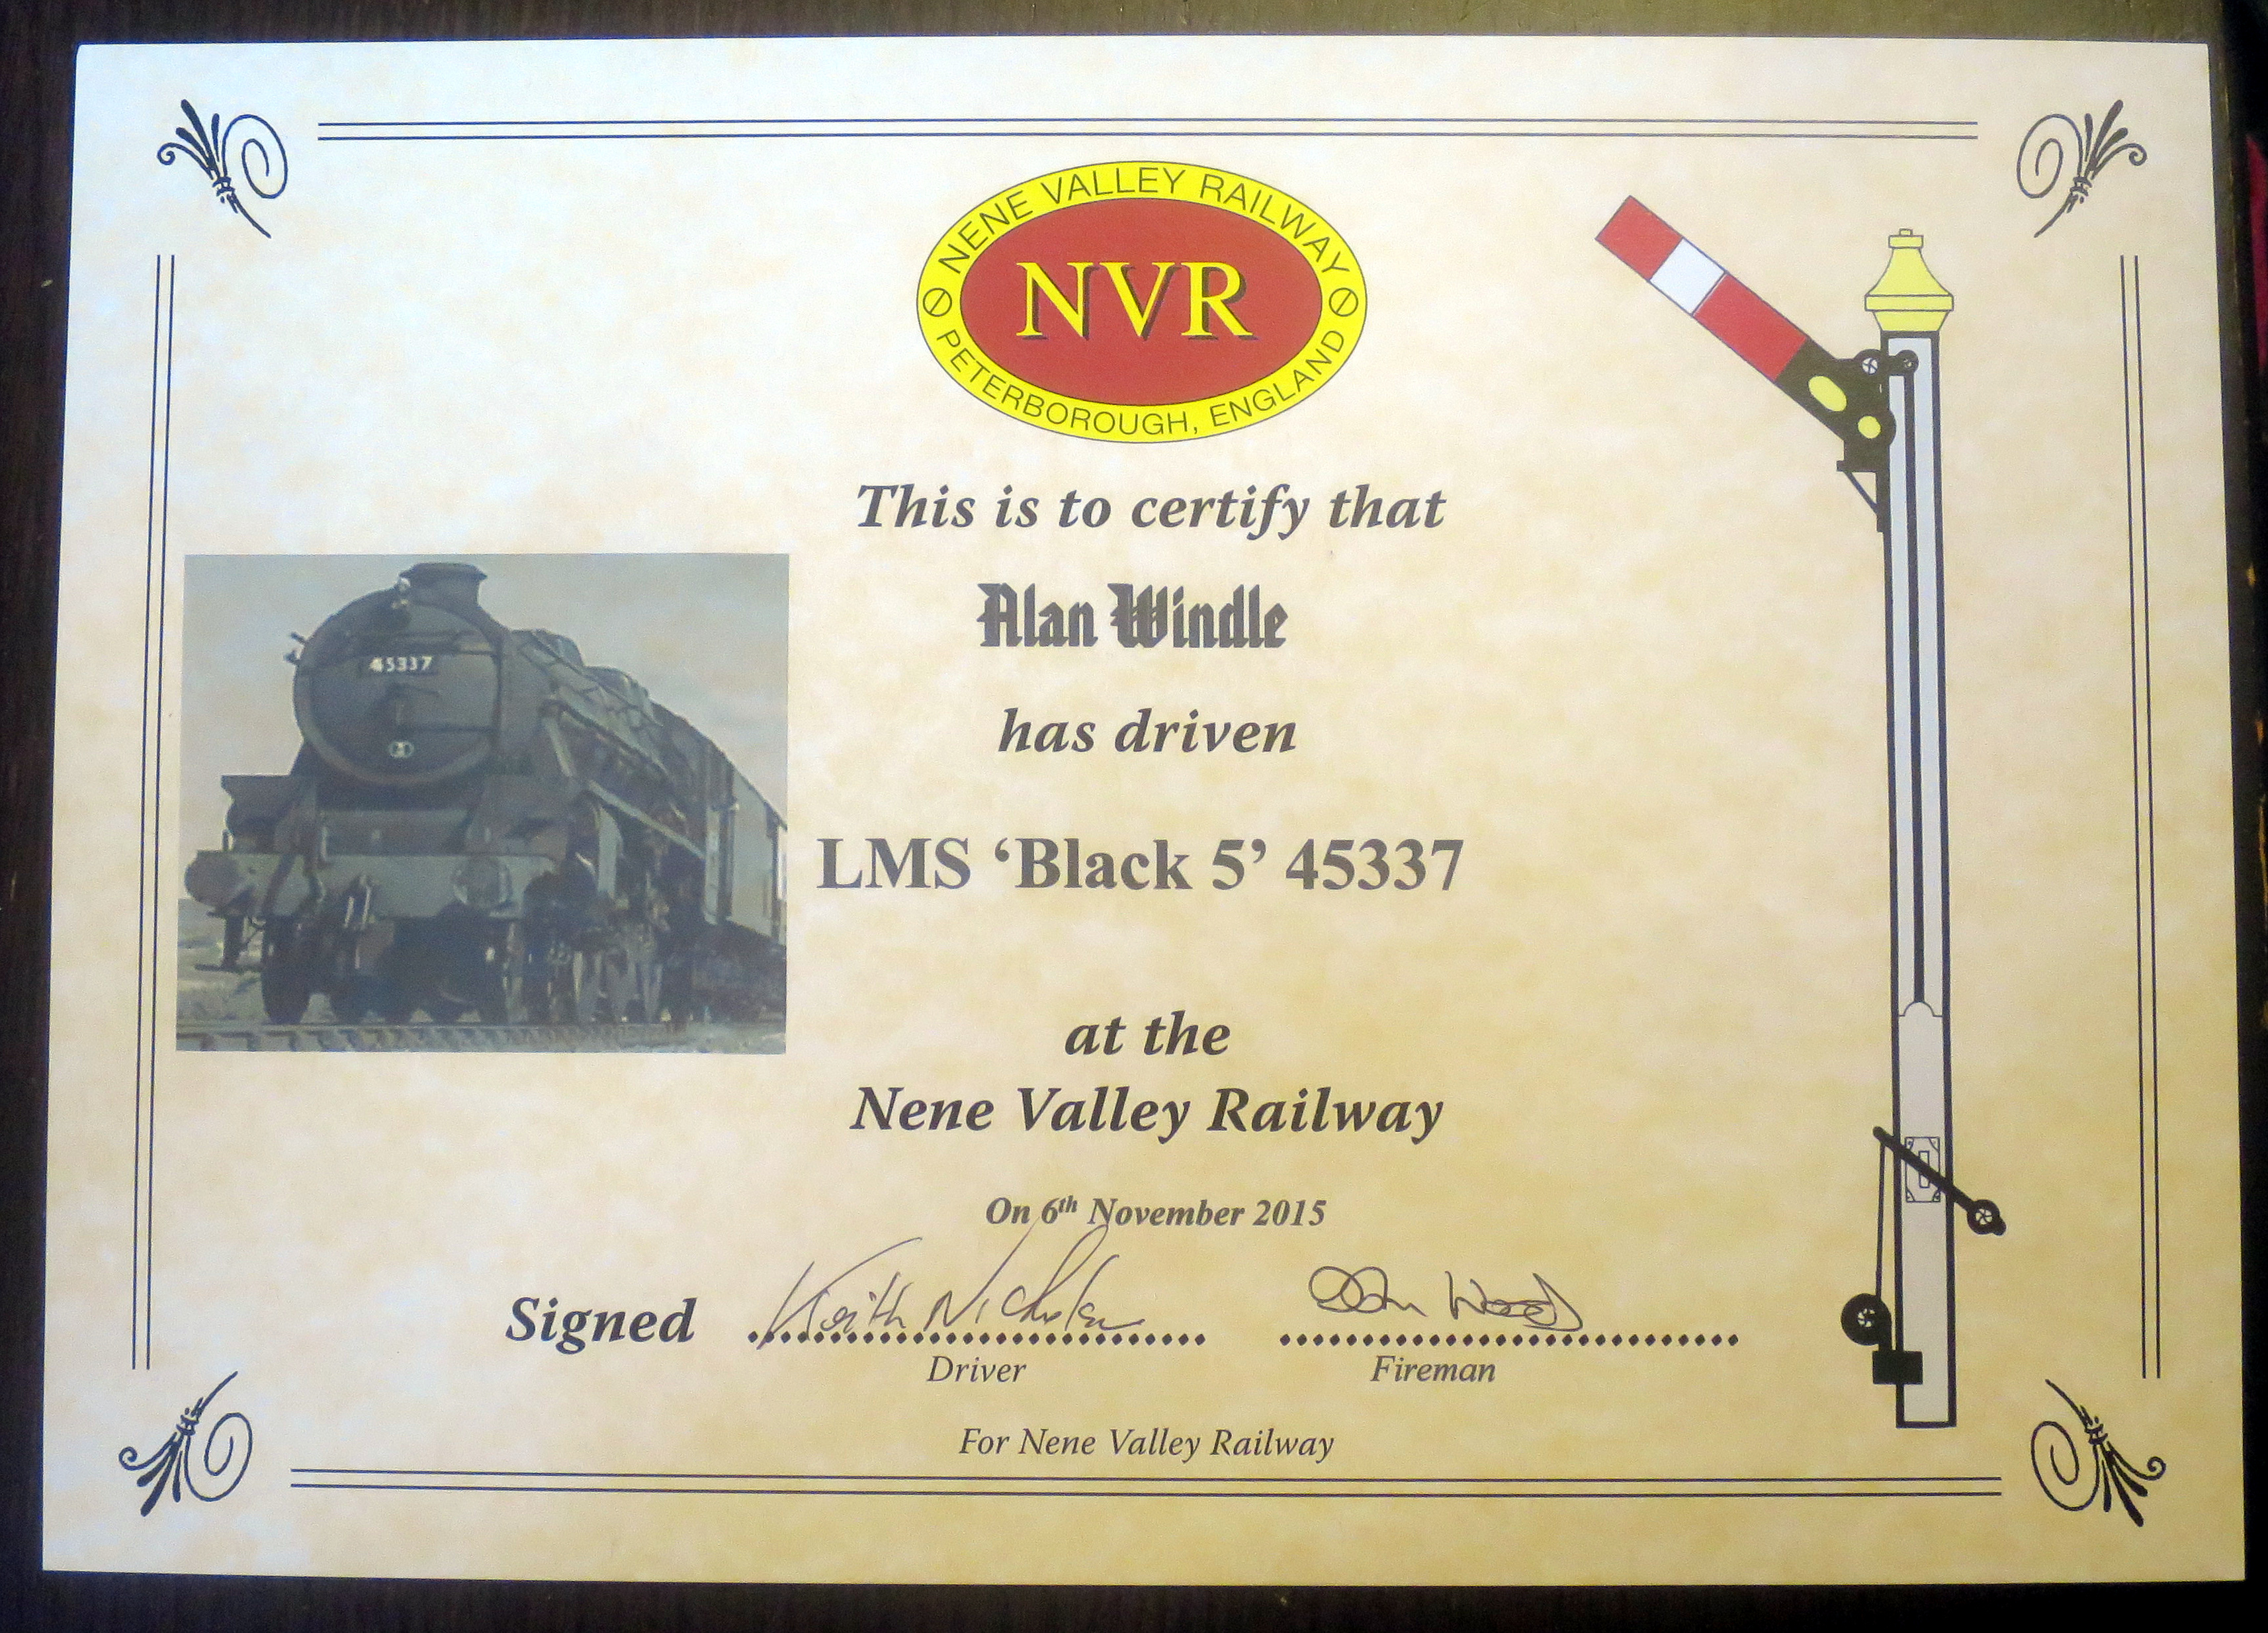 NENE VALLEY RAILWAY
NVR
PETERBOROUGH, ENGLAND
This is to certify that
Alan Windle
45337
has driven
LMS ‘Black 5’ 45337
at the
Nene Valley Railway
On 6th November 2015
Signed Keith
Driver Fireman
For Nene Valley Railway